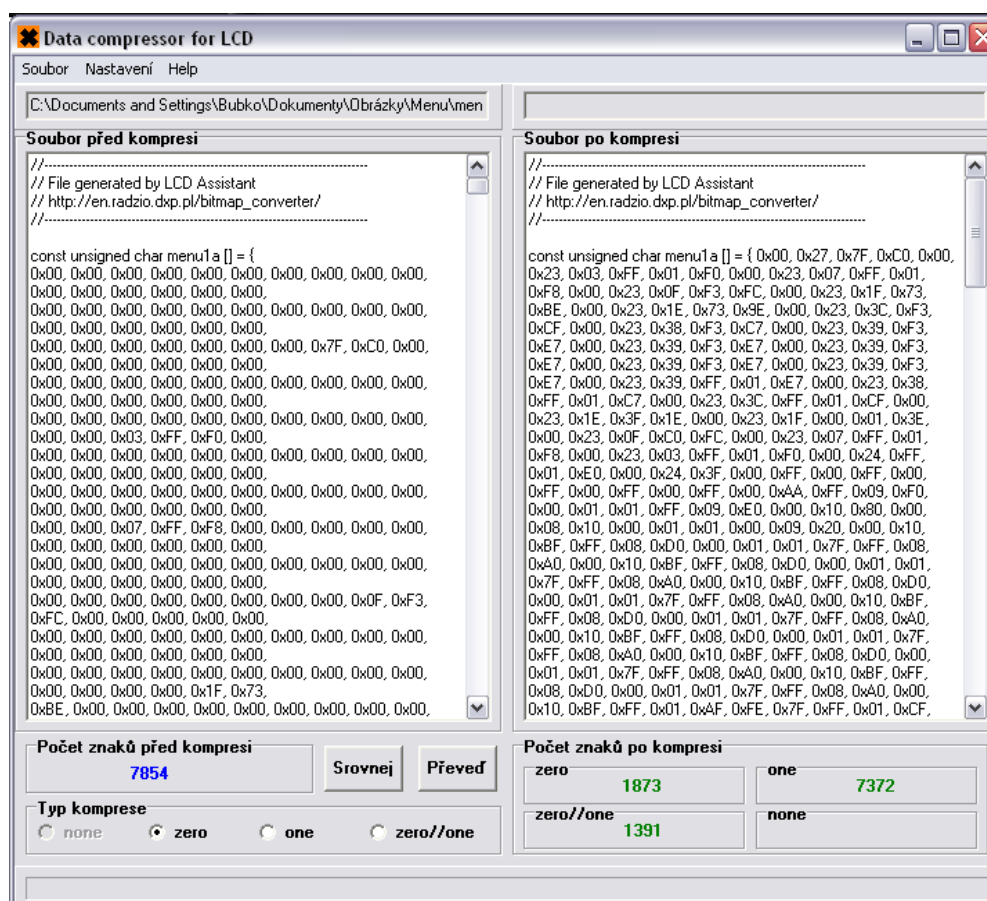 Data compressor for LCD
Soubor Nastavení Help
C:\Documents and Settings\Bubko\Dokumenty\Obrázky\Menu\men
Soubor před kompresi
//------------------------------------------------------------------------------
// File generated by LCD Assistant
// http://en.radzio.dxp.pl/bitmap_converter/
//------------------------------------------------------------------------------
const unsigned char menu1a [] = {
0x00, 0x00, 0x00, 0x00, 0x00, 0x00, 0x00, 0x00, 0x00, 0x00,
0x00, 0x00, 0x00, 0x00, 0x00, 0x00,
0x00, 0x00, 0x00, 0x00, 0x00, 0x00, 0x00, 0x00, 0x00, 0x00,
0x00, 0x00, 0x00, 0x00, 0x00, 0x00,
0x00, 0x00, 0x00, 0x00, 0x00, 0x00, 0x00, 0x7F, 0xC0, 0x00,
0x00, 0x00, 0x00, 0x00, 0x00, 0x00,
0x00, 0x00, 0x00, 0x00, 0x00, 0x00, 0x00, 0x00, 0x00, 0x00,
0x00, 0x00, 0x00, 0x00, 0x00, 0x00,
0x00, 0x00, 0x00, 0x00, 0x00, 0x00, 0x00, 0x00, 0x00, 0x00,
0x00, 0x00, 0x03, 0xFF, 0xF0, 0x00,
0x00, 0x00, 0x00, 0x00, 0x00, 0x00, 0x00, 0x00, 0x00, 0x00,
0x00, 0x00, 0x00, 0x00, 0x00, 0x00,
0x00, 0x00, 0x00, 0x00, 0x00, 0x00, 0x00, 0x00, 0x00, 0x00,
0x00, 0x00, 0x00, 0x00, 0x00, 0x00,
0x00, 0x00, 0x07, 0xFF, 0xF8, 0x00, 0x00, 0x00, 0x00, 0x00,
0x00, 0x00, 0x00, 0x00, 0x00, 0x00,
0x00, 0x00, 0x00, 0x00, 0x00, 0x00, 0x00, 0x00, 0x00, 0x00,
0x00, 0x00, 0x00, 0x00, 0x00, 0x00,
0x00, 0x00, 0x00, 0x00, 0x00, 0x00, 0x00, 0x00, 0x0F, 0xF3,
0xFC, 0x00, 0x00, 0x00, 0x00, 0x00,
0x00, 0x00, 0x00, 0x00, 0x00, 0x00, 0x00, 0x00, 0x00, 0x00,
0x00, 0x00, 0x00, 0x00, 0x00, 0x00,
0x00, 0x00, 0x00, 0x00, 0x00, 0x00, 0x00, 0x00, 0x00, 0x00,
0x00, 0x00, 0x00, 0x00, 0x1F, 0x73,
0xBE, 0x00, 0x00, 0x00, 0x00, 0x00, 0x00, 0x00, 0x00, 0x00,
Soubor po kompresi
//------------------------------------------------------------------------------
// File generated by LCD Assistant
// http://en.radzio.dxp.pl/bitmap_converter/
//------------------------------------------------------------------------------
const unsigned char menu1a [] = { 0x00, 0x27, 0x7F, 0xC0, 0x00,
0x23, 0x03, 0xFF, 0x01, 0xF0, 0x00, 0x23, 0x07, 0xFF, 0x01,
0xF8, 0x00, 0x23, 0x0F, 0xF3, 0xFC, 0x00, 0x23, 0x1F, 0x73,
0xBE, 0x00, 0x23, 0x1E, 0x73, 0x9E, 0x00, 0x23, 0x3C, 0xF3,
0xCF, 0x00, 0x23, 0x38, 0xF3, 0xC7, 0x00, 0x23, 0x39, 0xF3,
0xE7, 0x00, 0x23, 0x39, 0xF3, 0xE7, 0x00, 0x23, 0x39, 0xF3,
0xE7, 0x00, 0x23, 0x39, 0xF3, 0xE7, 0x00, 0x23, 0x39, 0xF3,
0xE7, 0x00, 0x23, 0x39, 0xFF, 0x01, 0xE7, 0x00, 0x23, 0x38,
0xFF, 0x01, 0xC7, 0x00, 0x23, 0x3C, 0xFF, 0x01, 0xCF, 0x00,
0x23, 0x1E, 0x3F, 0x1E, 0x00, 0x23, 0x1F, 0x00, 0x01, 0x3E,
0x00, 0x23, 0x0F, 0xC0, 0xFC, 0x00, 0x23, 0x07, 0xFF, 0x01,
0xF8, 0x00, 0x23, 0x03, 0xFF, 0x01, 0xF0, 0x00, 0x24, 0xFF,
0x01, 0xE0, 0x00, 0x24, 0x3F, 0x00, 0xFF, 0x00, 0xFF, 0x00,
0xFF, 0x00, 0xFF, 0x00, 0xFF, 0x00, 0xAA, 0xFF, 0x09, 0xF0,
0x00, 0x01, 0x01, 0xFF, 0x09, 0xE0, 0x00, 0x10, 0x80, 0x00,
0x08, 0x10, 0x00, 0x01, 0x01, 0x00, 0x09, 0x20, 0x00, 0x10,
0xBF, 0xFF, 0x08, 0xD0, 0x00, 0x01, 0x01, 0x7F, 0xFF, 0x08,
0xA0, 0x00, 0x10, 0xBF, 0xFF, 0x08, 0xD0, 0x00, 0x01, 0x01,
0x7F, 0xFF, 0x08, 0xA0, 0x00, 0x10, 0xBF, 0xFF, 0x08, 0xD0,
0x00, 0x01, 0x01, 0x7F, 0xFF, 0x08, 0xA0, 0x00, 0x10, 0xBF,
0xFF, 0x08, 0xD0, 0x00, 0x01, 0x01, 0x7F, 0xFF, 0x08, 0xA0,
0x00, 0x10, 0xBF, 0xFF, 0x08, 0xD0, 0x00, 0x01, 0x01, 0x7F,
0xFF, 0x08, 0xA0, 0x00, 0x10, 0xBF, 0xFF, 0x08, 0xD0, 0x00,
0x01, 0x01, 0x7F, 0xFF, 0x08, 0xA0, 0x00, 0x10, 0xBF, 0xFF,
0x08, 0xD0, 0x00, 0x01, 0x01, 0x7F, 0xFF, 0x08, 0xA0, 0x00,
0x10, 0xBF, 0xFF, 0x01, 0xAF, 0xFE, 0x7F, 0xFF, 0x01, 0xCF,
Počet znaků před kompresi
7854
Srovnej
Převeď
Typ komprese
none
zero
one
zero//one
Počet znaků po kompresi
zero
1873
one
7372
zero//one
1391
none